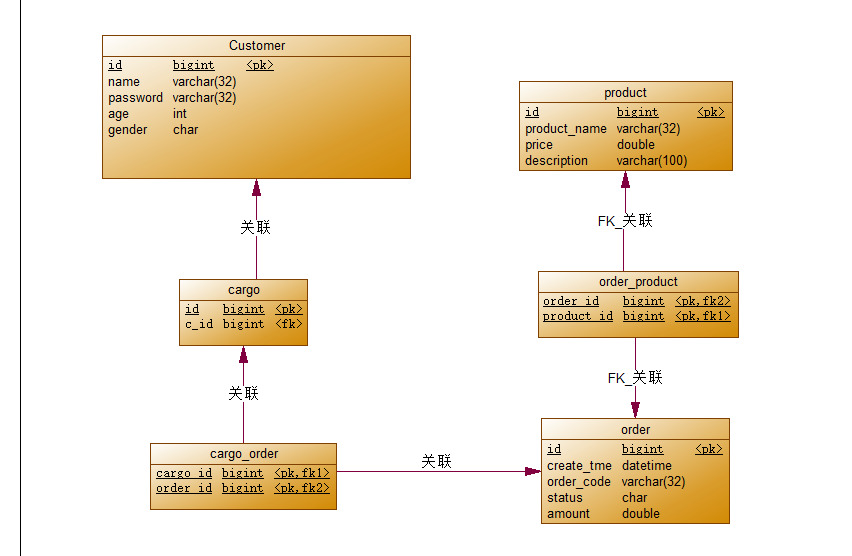 Customer
id bigint <pk>
name varchar(32)
password varchar(32)
age int
gender char
product
id bigint <pk>
product_name varchar(32)
price double
description varchar(100)
关联
FK_关联
cargo
id bigint <pk>
c_id bigint <fk>
order_product
order_id bigint <pk,fk2>
product_id bigint <pk,fk1>
关联
FK_关联
cargo_order
cargo_id bigint <pk,fk1>
order_id bigint <pk,fk2>
关联
order
id bigint <pk>
create_tme datetime
order_code varchar(32)
status char
amount double